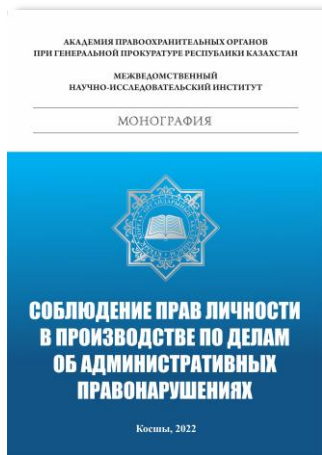 АКАДЕМИЯ ПРАВООХРАНИТЕЛЬНЫХ ОРГАНОВ
ПРИ ГЕНЕРАЛЬНОЙ ПРОКУРАТУРЕ РЕСПУБЛИКИ КАЗАХСТАН
МЕЖВЕДОМСТВЕННЫЙ
НАУЧНО-ИССЛЕДОВАТЕЛЬСКИЙ ИНСТИТУТ
МОНОГРАФИЯ
СОБЛЮДЕНИЕ ПРАВ ЛИЧНОСТИ
В ПРОИЗВОДСТВЕ ПО ДЕЛАМ
ОБ АДМИНИСТРАТИВНЫХ
ПРАВОНАРУШЕНИЯХ
Косшы, 2022